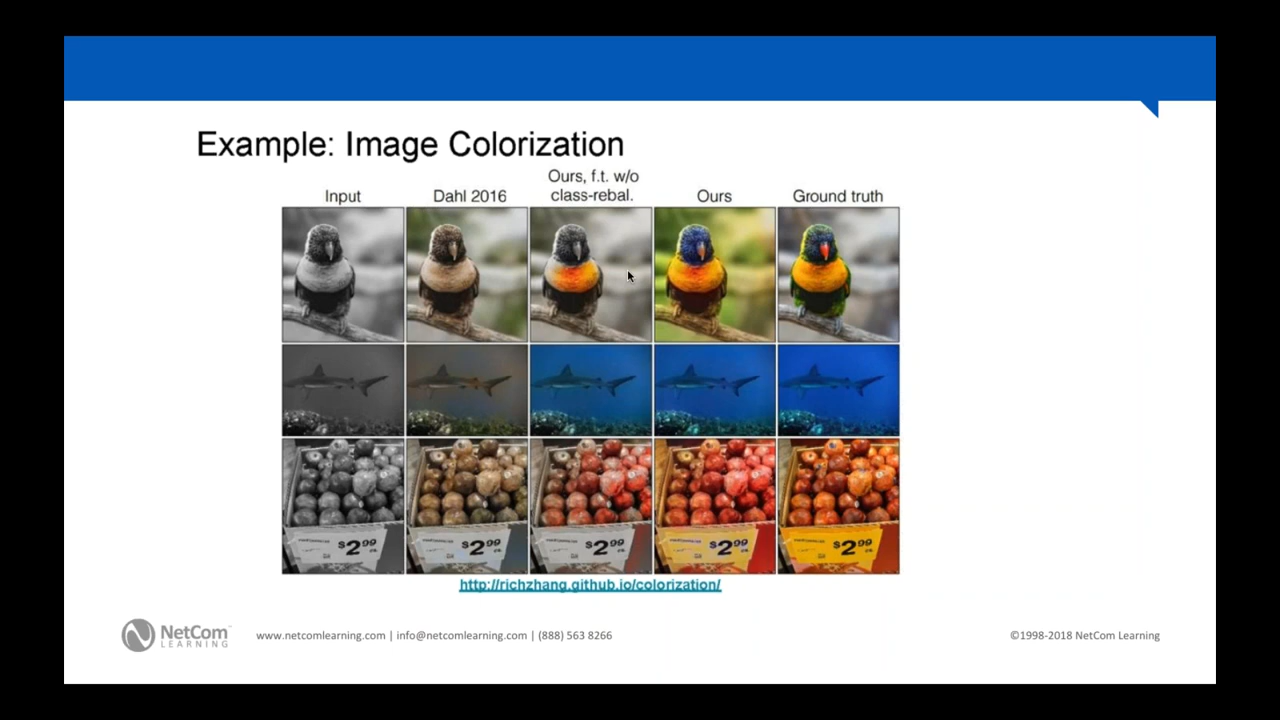 Example: Image Colorization
Ours, f.t. w/o
Input Dahl 2016 class-rebal. Ours Ground truth
$2.99
$2.99
$2.99
$2.99
$2.99
http://richzhang.github.io/colorization/
NetCom
LEARNING
www.netcomlearning.com | info@netcomlearning.com | (888) 563 8266
©1998-2018 NetCom Learning